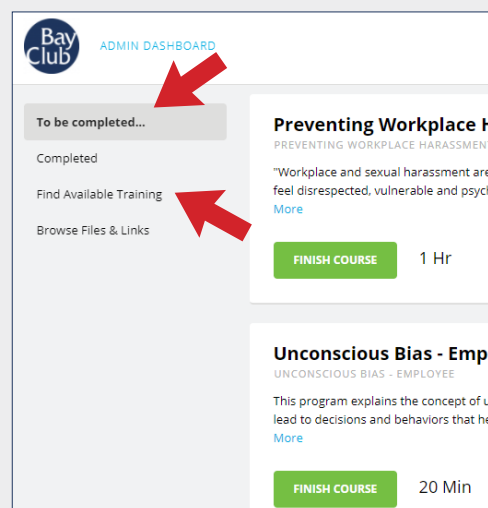 Bay
Club
ADMIN DASHBOARD
To be completed...
Completed
Find Available Training
Browse Files & Links
Preventing Workplace
PREVENTING WORKPLACE HARASSMEN
"Workplace and sexual harassment are
feel disrespected, vulnerable and psyc
More
FINISH COURSE
1 Hr
Unconscious Bias - Emp
UNCONSCIOUS BIAS - EMPLOYEE
This program explains the concept of u
lead to decisions and behaviors that he
More
FINISH COURSE
20 Min